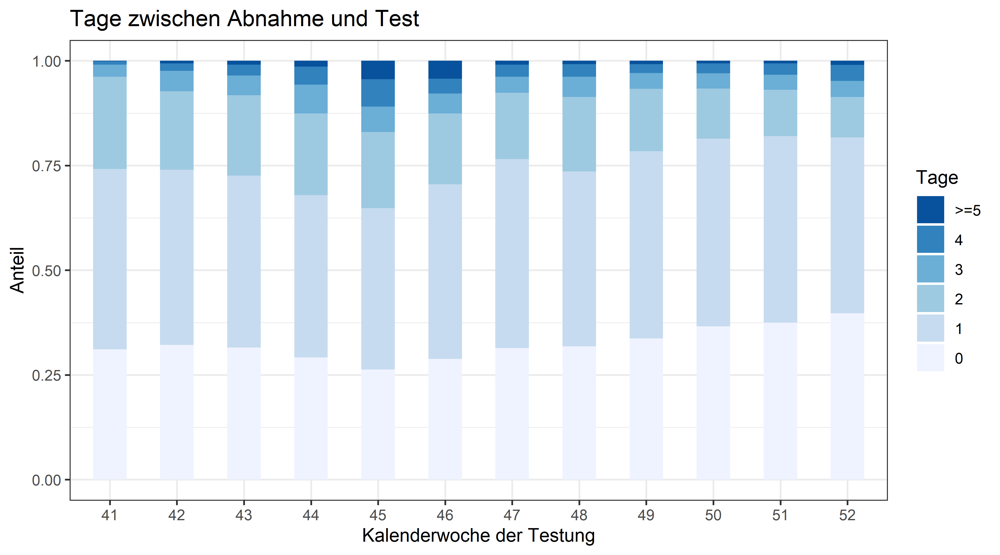 Tage zwischen Abnahme und Test
1.00
0.75
0.50
0.25
0.00
Anteil
41 42 43 44 45 46 47 48 49 50 51 52
Kalenderwoche der Testung
Tage
>=5
4
3
2
1
0